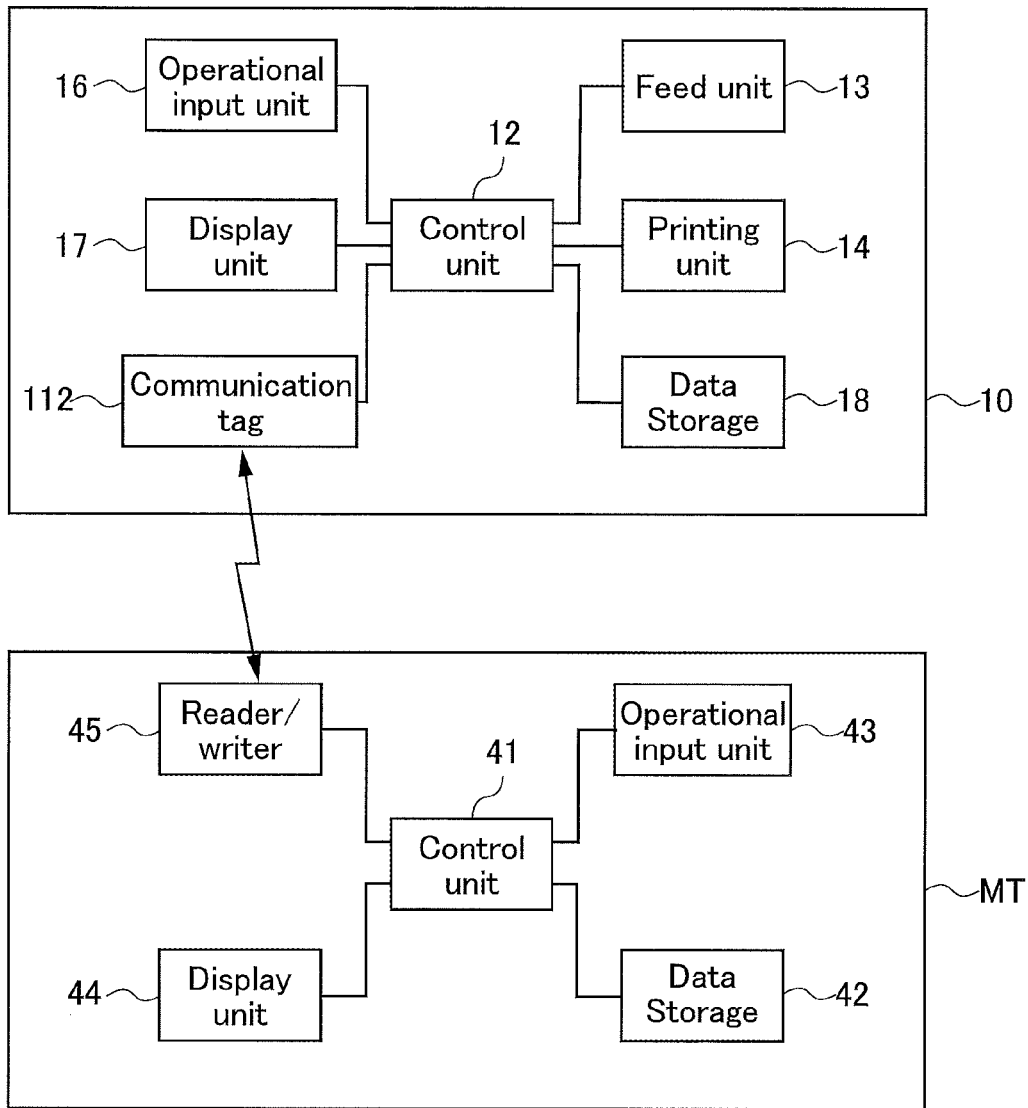 16
Operational
input unit
Feed unit
13
12
17
Display
unit
Control
unit
Printing
unit
14
112
Communication
tag
Data
Storage
18
10
45
Reader/
writer
Operational
input unit
43
41
Control
unit
MT
44
Display
unit
Data
Storage
42